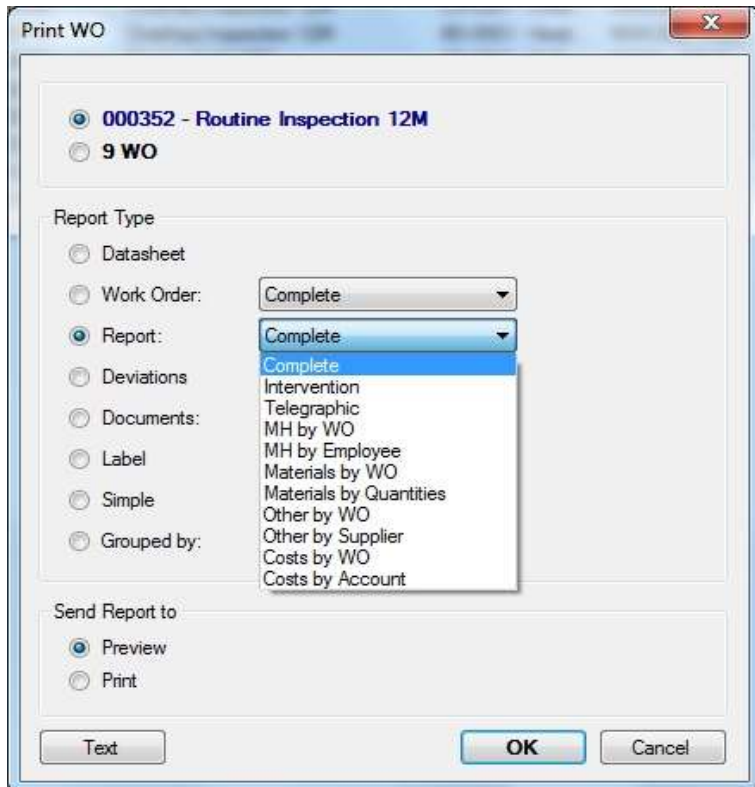 Print WO
000352 - Routine Inspection 12M
9 WO
Report Type
Datasheet
Work Order: Complete
Report: Complete
Complete
Intervention
Deviations
Telegraphic
MH by WO
Documents:
MH by Employee
Materials by WO
Label
Materials by Quantities
Simple
Other by WO
Other by Supplier
Grouped by:
Costs by WO
Costs by Account
Send Report to
Preview
Print
Text OK Cancel